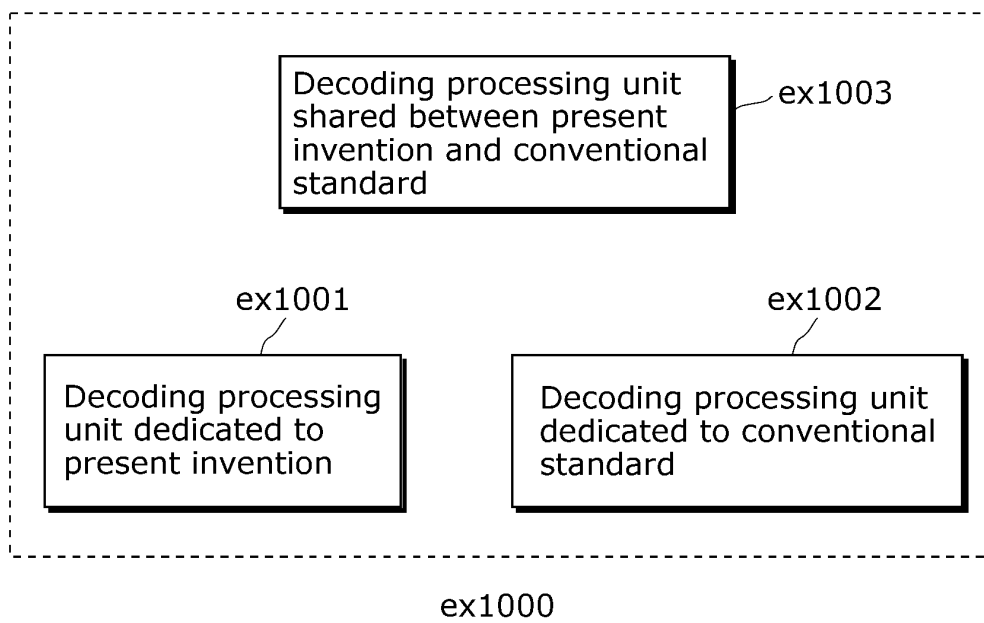 Decoding processing unit
shared between present
invention and conventional
standard
ex1003
ex1001
ex1002
Decoding processing
unit dedicated to
present invention
Decoding processing unit
dedicated to conventional
standard
ex1000